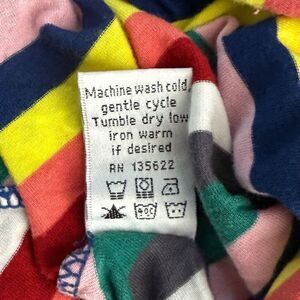 Machine wash cold,
gentle cycle
Tumble dry low
iron warm
if desired
RN 135622